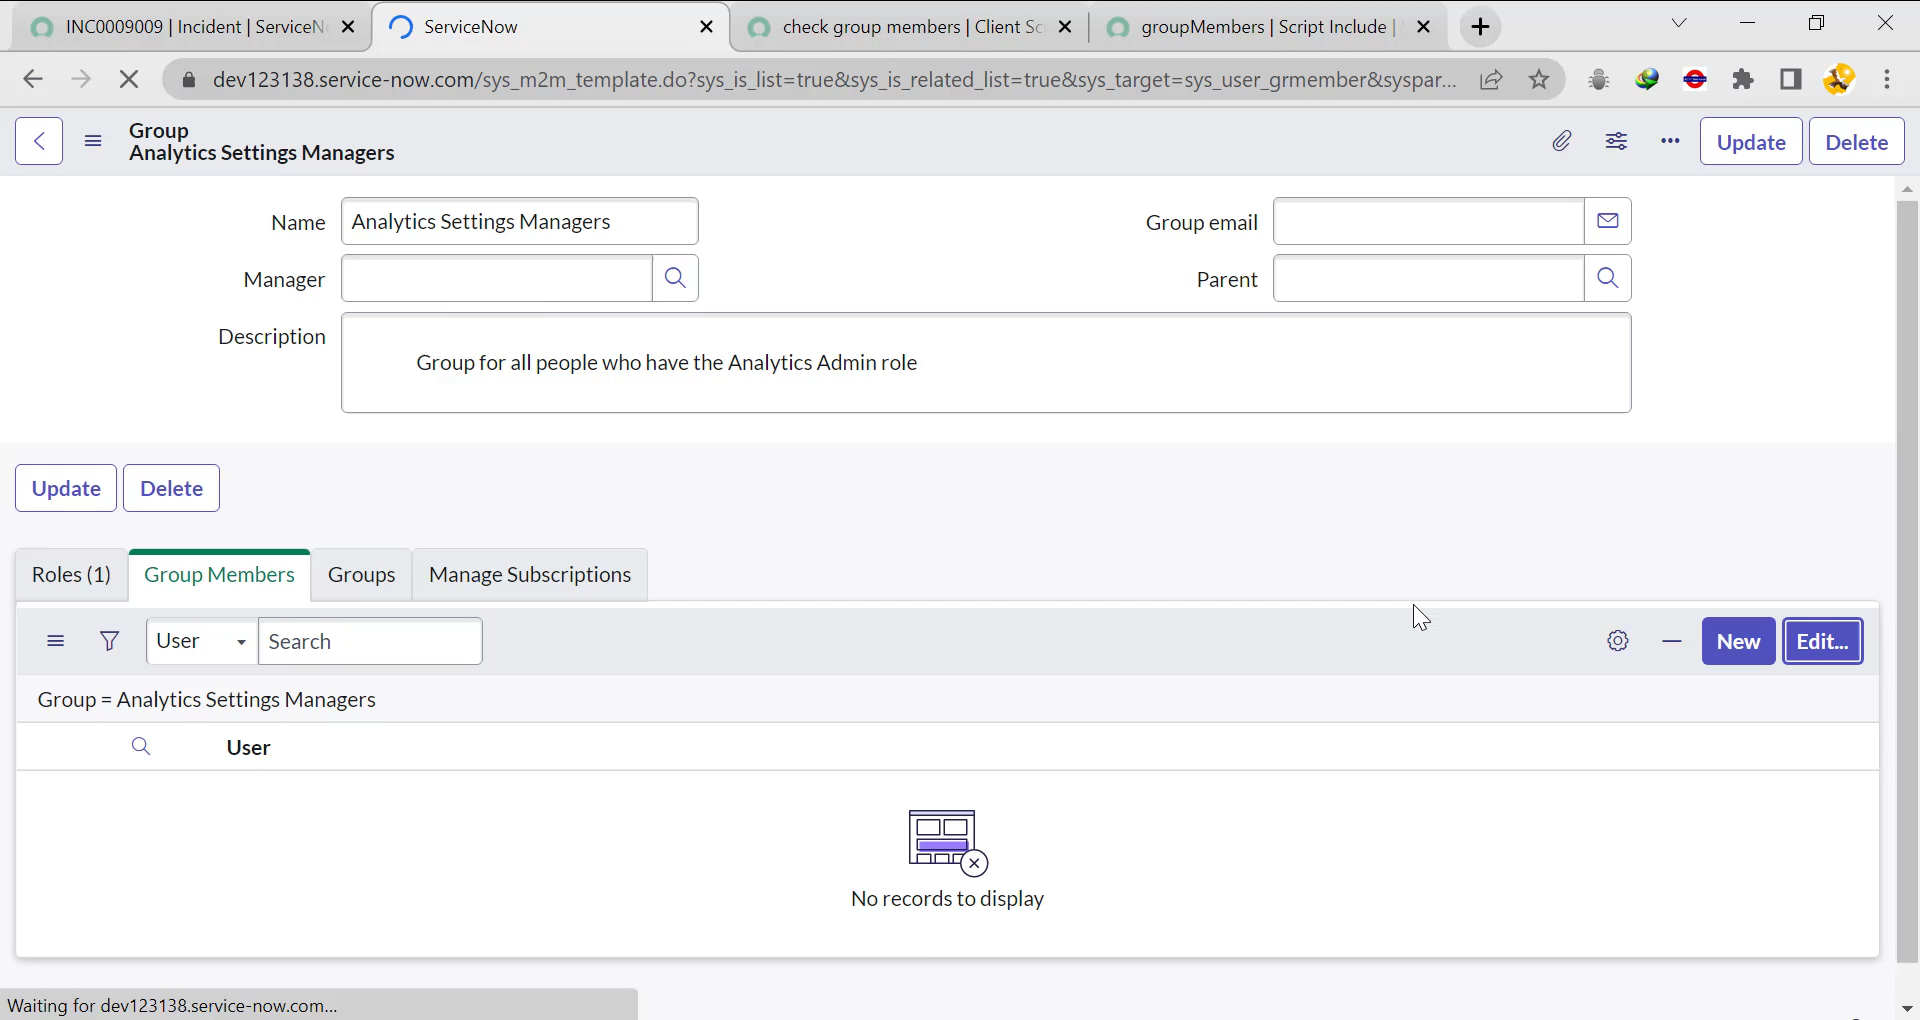 INC0009009 | Incident | ServiceN
ServiceNow
check group members | Client Sc
groupMembers | Script Include |
dev123138.service-now.com/sys_m2m_template.do?sys_is_list=true&sys_is_related_list=true&sys_target=sys_user_grmember&syspar...
Group
Analytics Settings Managers
Update
Delete
Name
Analytics Settings Managers
Group email
Manager
Parent
Description
Group for all people who have the Analytics Admin role
Update
Delete
Roles (1)
Group Members
Groups
Manage Subscriptions
User
Search
New
Edit...
Group = Analytics Settings Managers
User
No records to display
Waiting for dev123138.service-now.com...